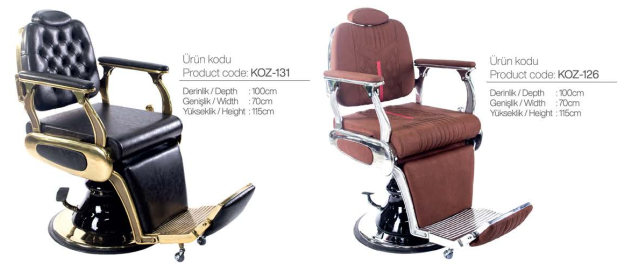 Ürün kodu
Product code: KOZ-131
Derinlik / Depth : 100cm
Genişlik / Width : 70cm
Yükseklik / Height : 115cm
Ürün kodu
Product code: KOZ-126
Derinlik / Depth : 100cm
Genişlik / Width : 70cm
Yükseklik / Height : 115cm